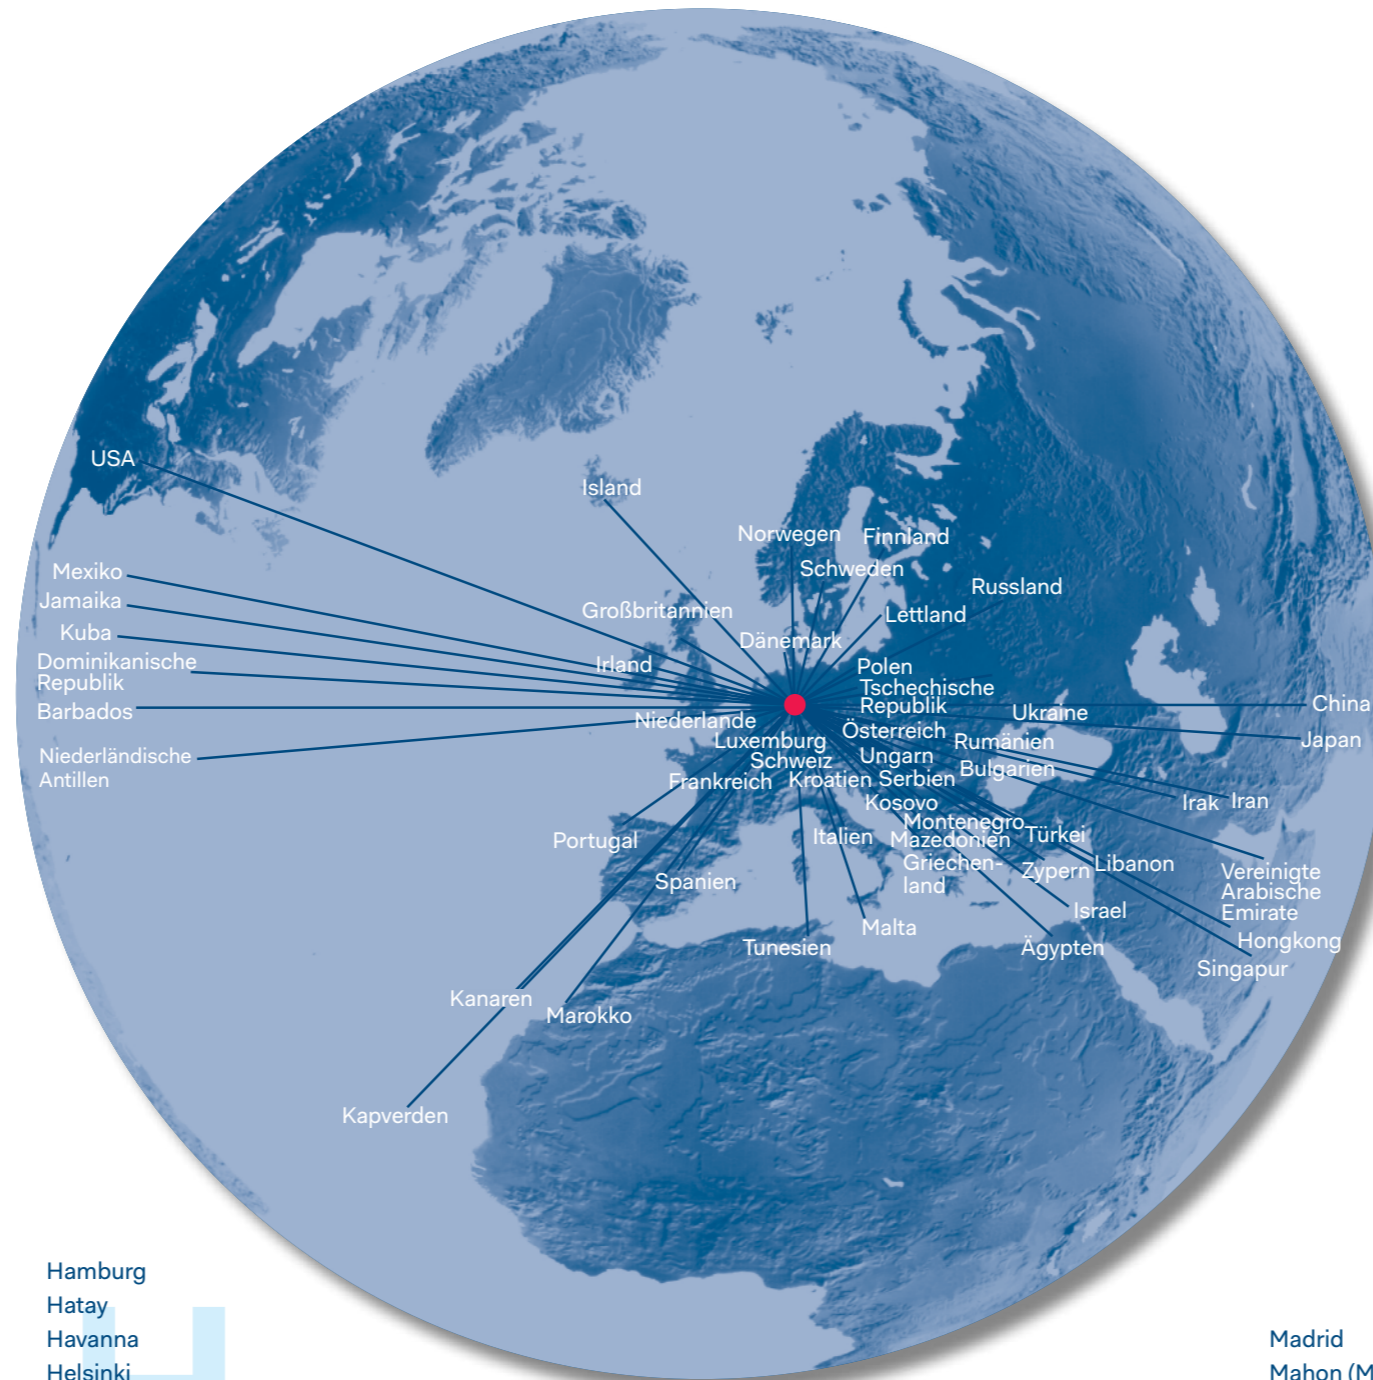 USA
Island
Norwegen
Finnland
Schweden
Mexiko
Russland
Jamaika
Großbritannien
Lettland
Kuba
Dänemark
Dominikanische
Republik
Irland
Polen
Tschechische
Republik
Barbados
Niederlande
Ukraine
China
Österreich
Luxemburg
Rumänien
Japan
Niederländische
Antillen
Schweiz
Ungarn
Bulgarien
Frankreich
Kroatien
Serbien
Kosovo
Irak
Iran
Montenegro
Portugal
Italien
Mazedonien
Türkei
Griechen-
land
Zypern
Libanon
Vereinigte
Arabische
Emirate
Spanien
Israel
Malta
Tunesien
Ägypten
Hongkong
Singapur
Kanaren
Marokko
Kapverden
Hamburg
Hatay
Havanna
Helsinki
Madrid
Mahon (M